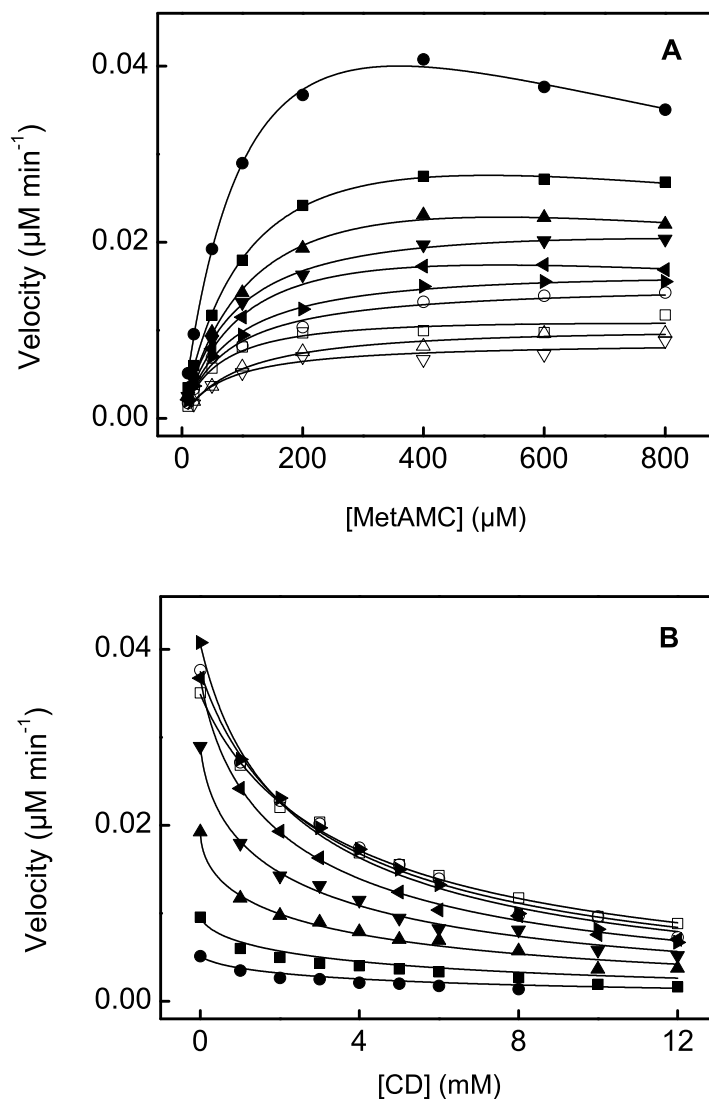 A
0.04
0.02
0.00
Velocity (µM min⁻¹)
0 200 400 600 800
[MetAMC] (µM)
B
0.04
0.02
0.00
Velocity (µM min⁻¹)
0 4 8 12
[CD] (mM)